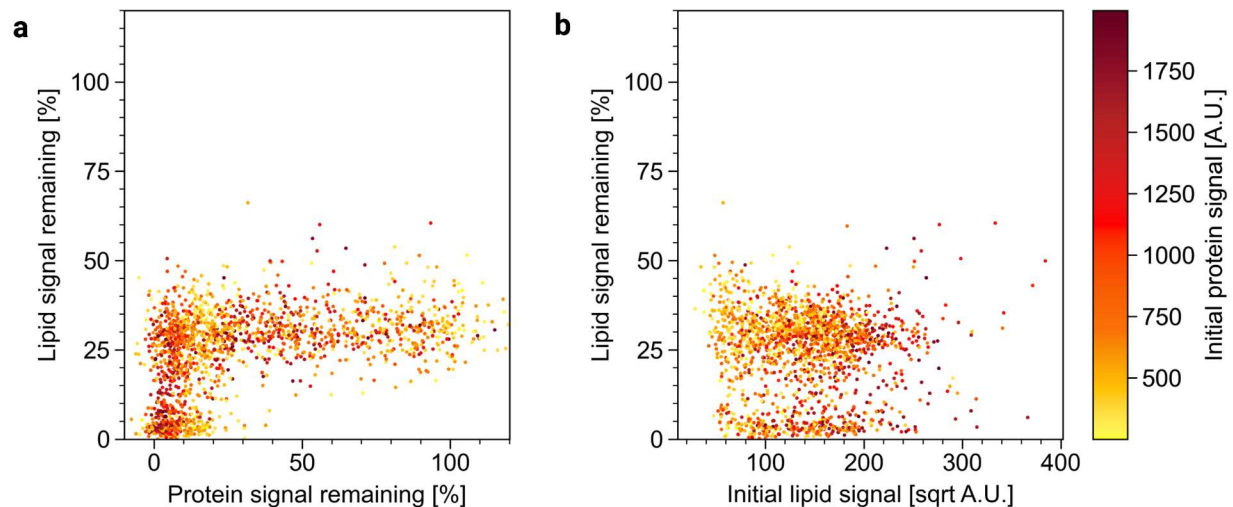 a
Lipid signal remaining [%]
100
75
50
25
0
0 50 100
Protein signal remaining [%]
b
Lipid signal remaining [%]
100
75
50
25
0
100 200 300 400
Initial lipid signal [sqrt A.U.]
1750
1500
1250
1000
750
500
Initial protein signal [A.U.]